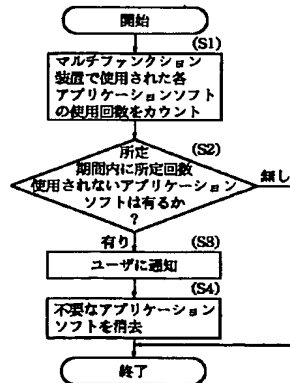 開始
(S1)
マルチファンクション
装置で使用された各
アプリケーションソフト
の使用回数をカウント
(S2)
所定
期間内に所定回数
使用されないアプリケーション
ソフトは有るか
?
無し
有り
(S3)
ユーザに通知
(S4)
不要なアプリケーション
ソフトを消去
終了